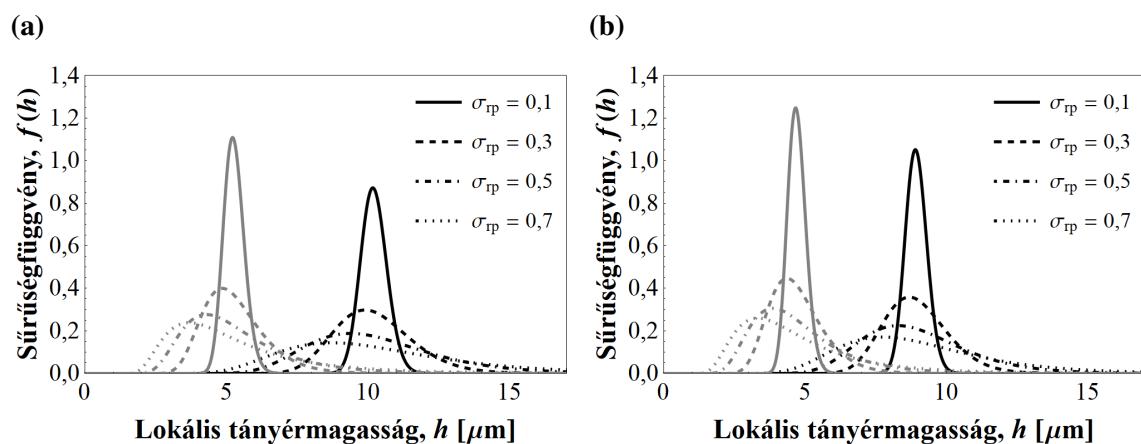 (a)
Sűrűségfüggvény, f (h)
1,4
1,2
1,0
0,8
0,6
0,4
0,2
0,0
σrp = 0,1
σrp = 0,3
σrp = 0,5
σrp = 0,7
0 5 10 15
Lokális tányérmagasság, h [μm]
(b)
Sűrűségfüggvény, f (h)
1,4
1,2
1,0
0,8
0,6
0,4
0,2
0,0
σrp = 0,1
σrp = 0,3
σrp = 0,5
σrp = 0,7
0 5 10 15
Lokális tányérmagasság, h [μm]